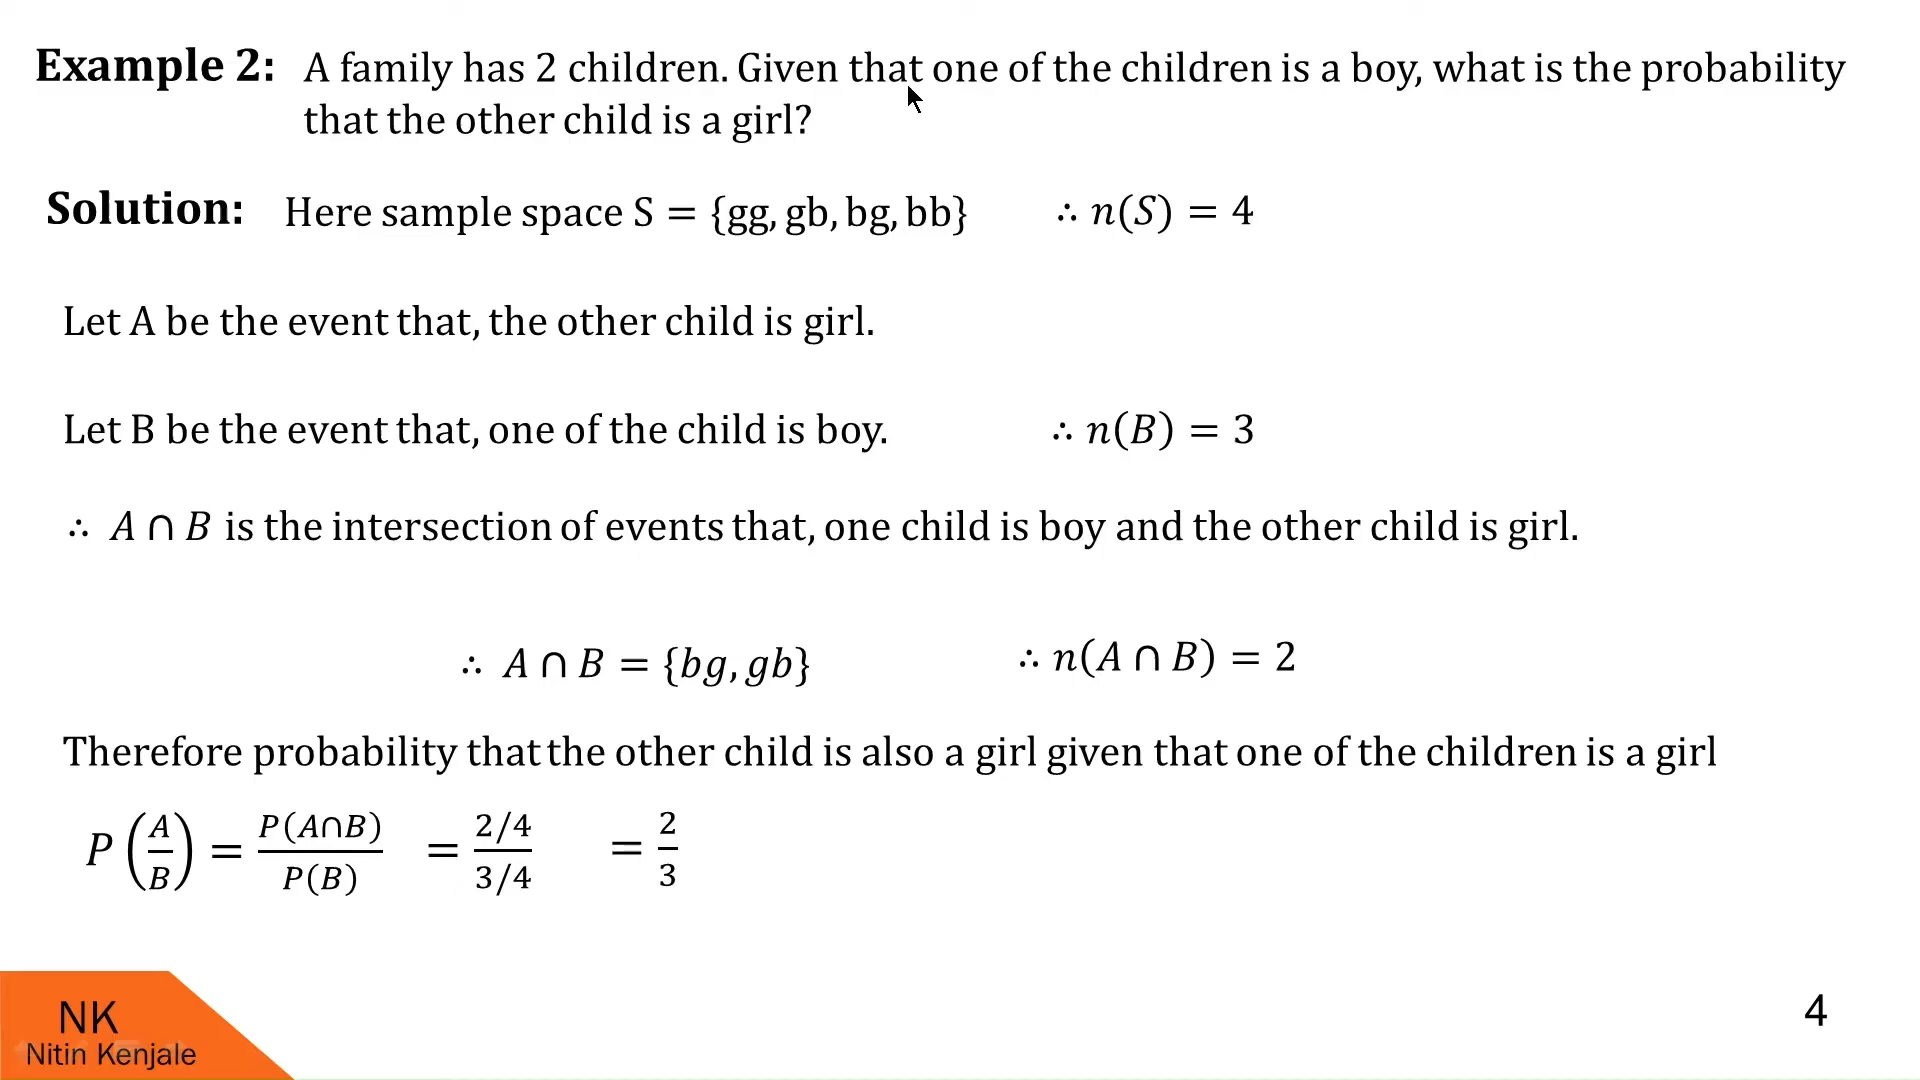 Example 2: A family has 2 children. Given that one of the children is a boy, what is the probability
that the other child is a girl?
Solution: Here sample space S = {gg, gb, bg, bb} ∴ n(S) = 4
Let A be the event that, the other child is girl.
Let B be the event that, one of the child is boy. ∴ n(B) = 3
∴ A ∩ B is the intersection of events that, one child is boy and the other child is girl.
∴ A ∩ B = {bg, gb} ∴ n(A ∩ B) = 2
Therefore probability that the other child is also a girl given that one of the children is a girl
P(A/B) = P(A∩B)/P(B) = (2/4)/(3/4) = 2/3
NK
Nitin Kenjale
4